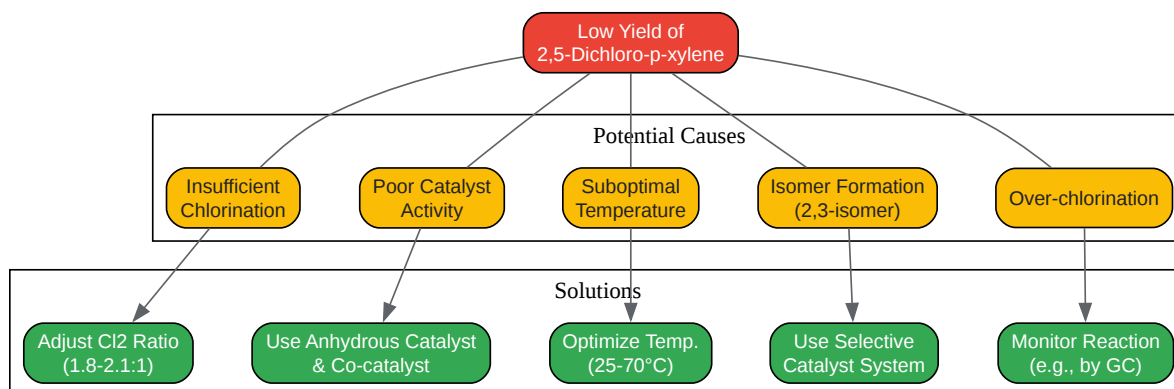 Low Yield of
2,5-Dichloro-p-xylene
Potential Causes
Insufficient
Chlorination
Poor Catalyst
Activity
Suboptimal
Temperature
Isomer Formation
(2,3-isomer)
Over-chlorination
Solutions
Adjust Cl2 Ratio
(1.8-2.1:1)
Use Anhydrous Catalyst
& Co-catalyst
Optimize Temp.
(25-70°C)
Use Selective
Catalyst System
Monitor Reaction
(e.g., by GC)